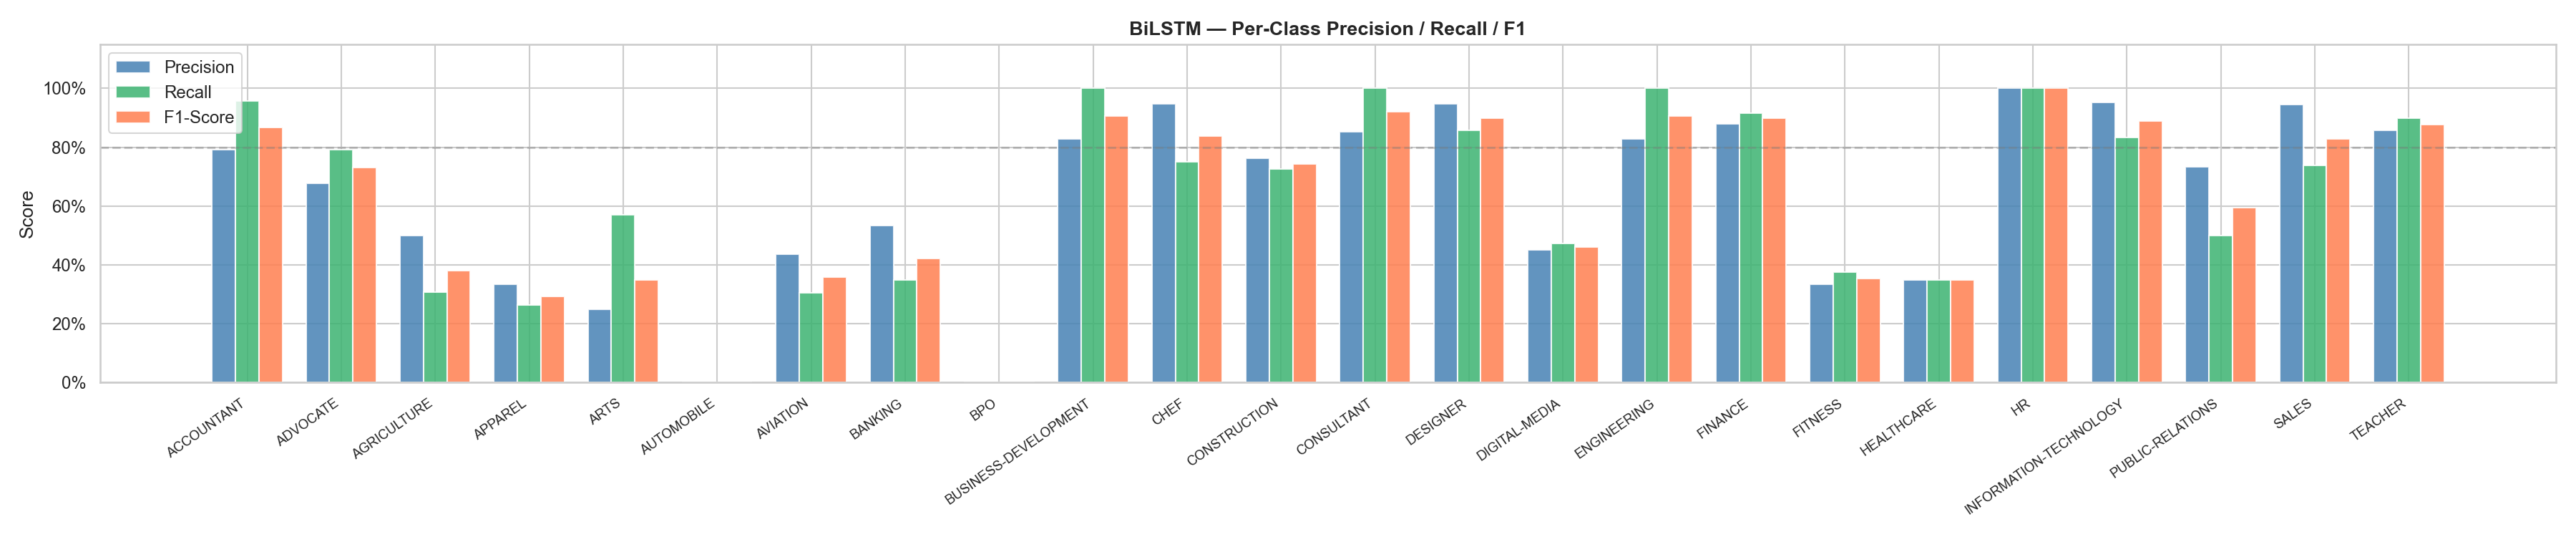 BiLSTM — Per-Class Precision / Recall / F1
Precision
Recall
F1-Score
Score
100%
80%
60%
40%
20%
0%
ACCOUNTANT
ADVOCATE
AGRICULTURE
APPAREL
ARTS
AUTOMOBILE
AVIATION
BANKING
BPO
BUSINESS-DEVELOPMENT
CHEF
CONSTRUCTION
CONSULTANT
DESIGNER
DIGITAL-MEDIA
ENGINEERING
FINANCE
FITNESS
HEALTHCARE
HR
INFORMATION-TECHNOLOGY
PUBLIC-RELATIONS
SALES
TEACHER